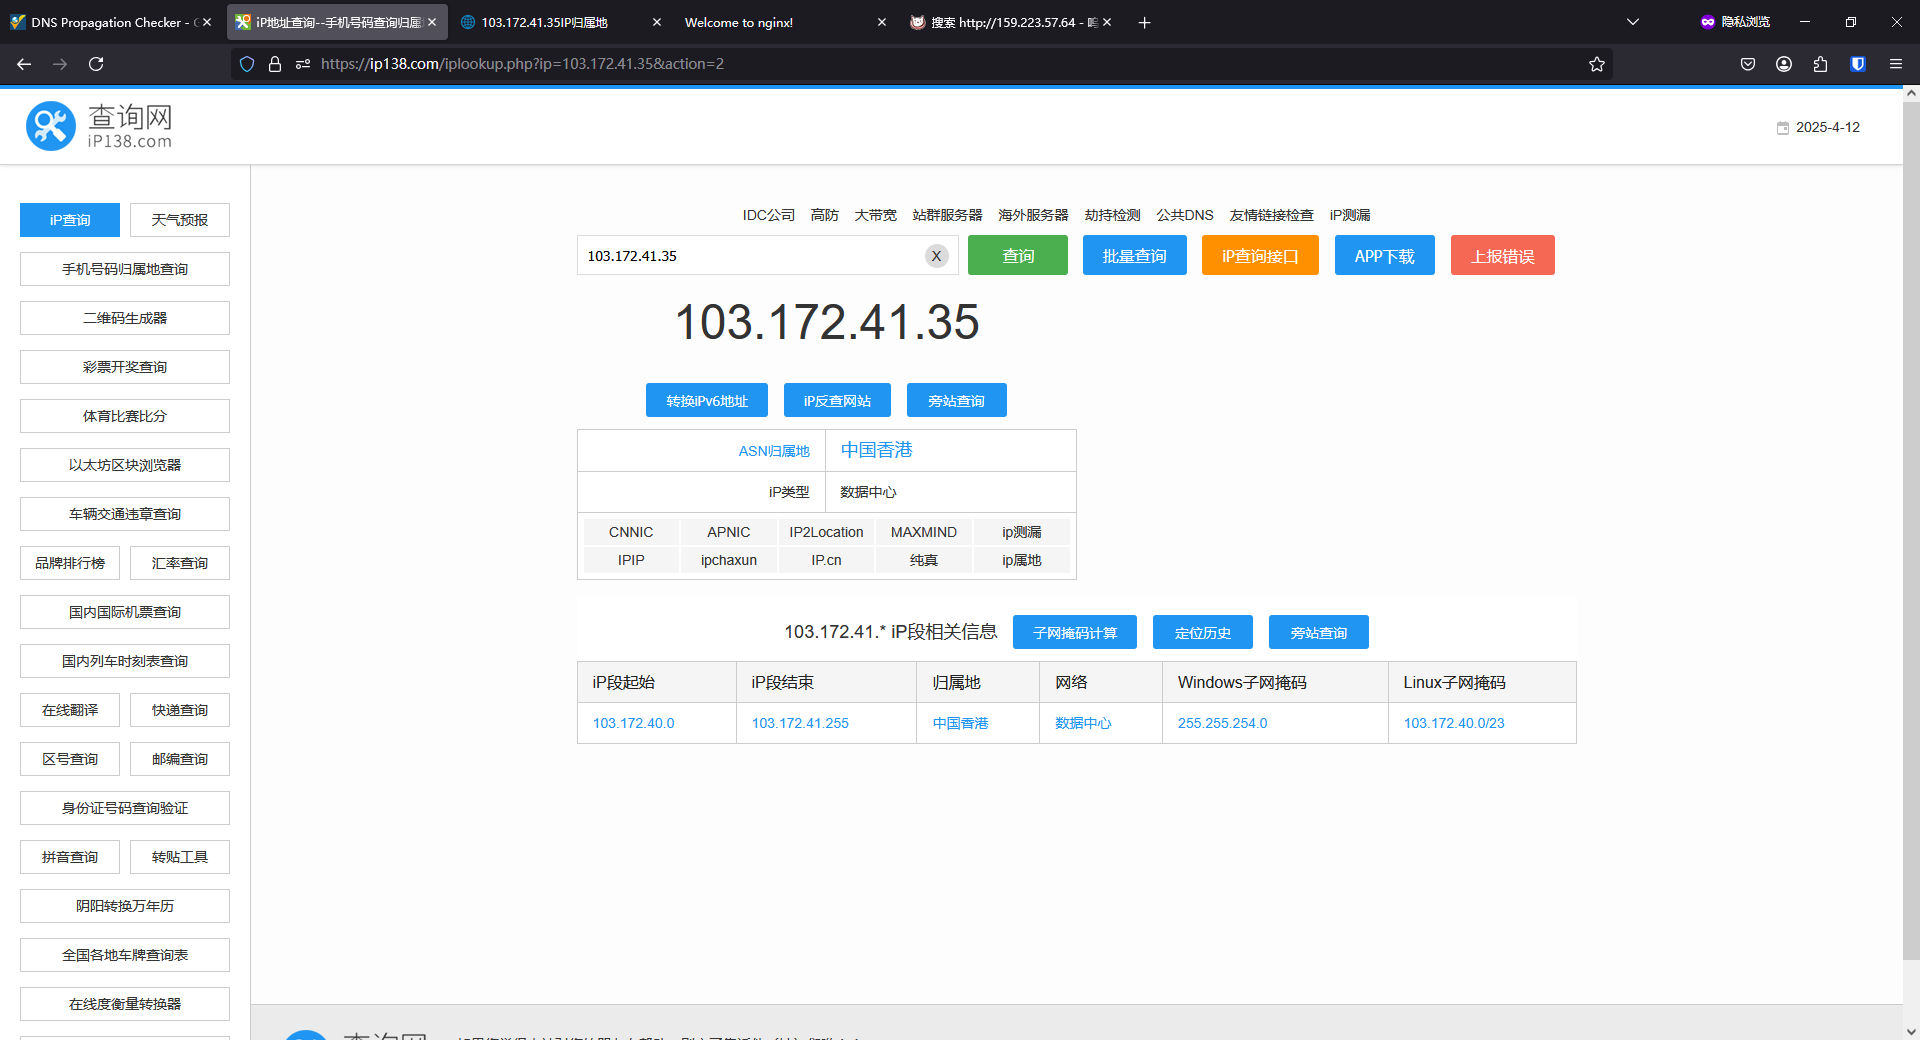 DNS Propagation Checker -
iP地址查询--手机号码查询归属
103.172.41.35IP归属地
Welcome to nginx!
搜索 http://159.223.57.64 -
隐私浏览
https://ip138.com/iplookup.php?ip=103.172.41.35&action=2
查询网
iP138.com
2025-4-12
iP查询 天气预报
手机号码归属地查询
二维码生成器
彩票开奖查询
体育比赛比分
以太坊区块浏览器
车辆交通违章查询
品牌排行榜 汇率查询
国内国际机票查询
国内列车时刻表查询
在线翻译 快递查询
区号查询 邮编查询
身份证号码查询验证
拼音查询 转贴工具
阴阳转换万年历
全国各地车牌查询表
在线度衡量转换器
IDC公司 高防 大带宽 站群服务器 海外服务器 劫持检测 公共DNS 友情链接检查 iP测漏
103.172.41.35 X 查询 批量查询 iP查询接口 APP下载 上报错误
103.172.41.35
转换iPv6地址 iP反查网站 旁站查询
ASN归属地 中国香港
iP类型 数据中心
CNNIC APNIC IP2Location MAXMIND ip测漏
IPIP ipchaxun IP.cn 纯真 ip属地
103.172.41.* iP段相关信息 子网掩码计算 定位历史 旁站查询
iP段起始 iP段结束 归属地 网络 Windows子网掩码 Linux子网掩码
103.172.40.0 103.172.41.255 中国香港 数据中心 255.255.254.0 103.172.40.0/23
查询网